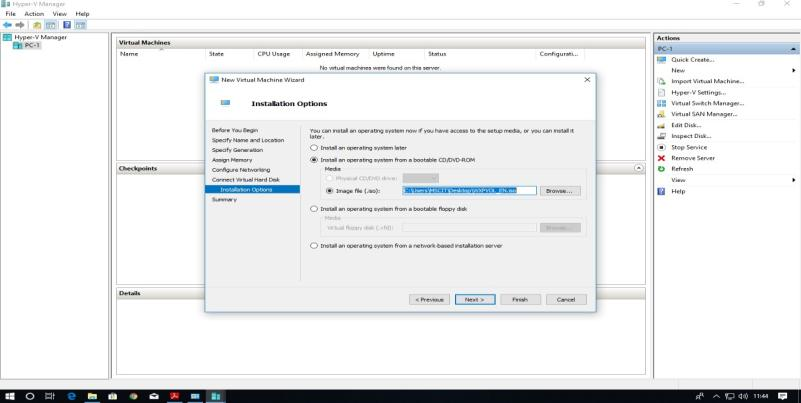 Hyper-V Manager
File Action View Help
Hyper-V Manager
PC-1
Virtual Machines
Name State CPU Usage Assigned Memory Uptime Status Configurati...
No virtual machines were found on this server.
Checkpoints
Details
New Virtual Machine Wizard
Installation Options
Before You Begin
Specify Name and Location
Specify Generation
Assign Memory
Configure Networking
Connect Virtual Hard Disk
Installation Options
Summary
You can install an operating system now if you have access to the setup media, or you can install it
later.
Install an operating system later
Install an operating system from a bootable CD/DVD-ROM
Media
Physical CD/DVD drive:
Image file (.iso): C:\Users\MSCIT\Desktop\WXPVOL_EN.iso Browse...
Install an operating system from a bootable floppy disk
Media
Virtual floppy disk (.vfd): Browse...
Install an operating system from a network-based installation server
< Previous Next > Finish Cancel
Actions
PC-1
Quick Create...
New
Import Virtual Machine...
Hyper-V Settings...
Virtual Switch Manager...
Virtual SAN Manager...
Edit Disk...
Inspect Disk...
Stop Service
Remove Server
Refresh
View
Help
11:44